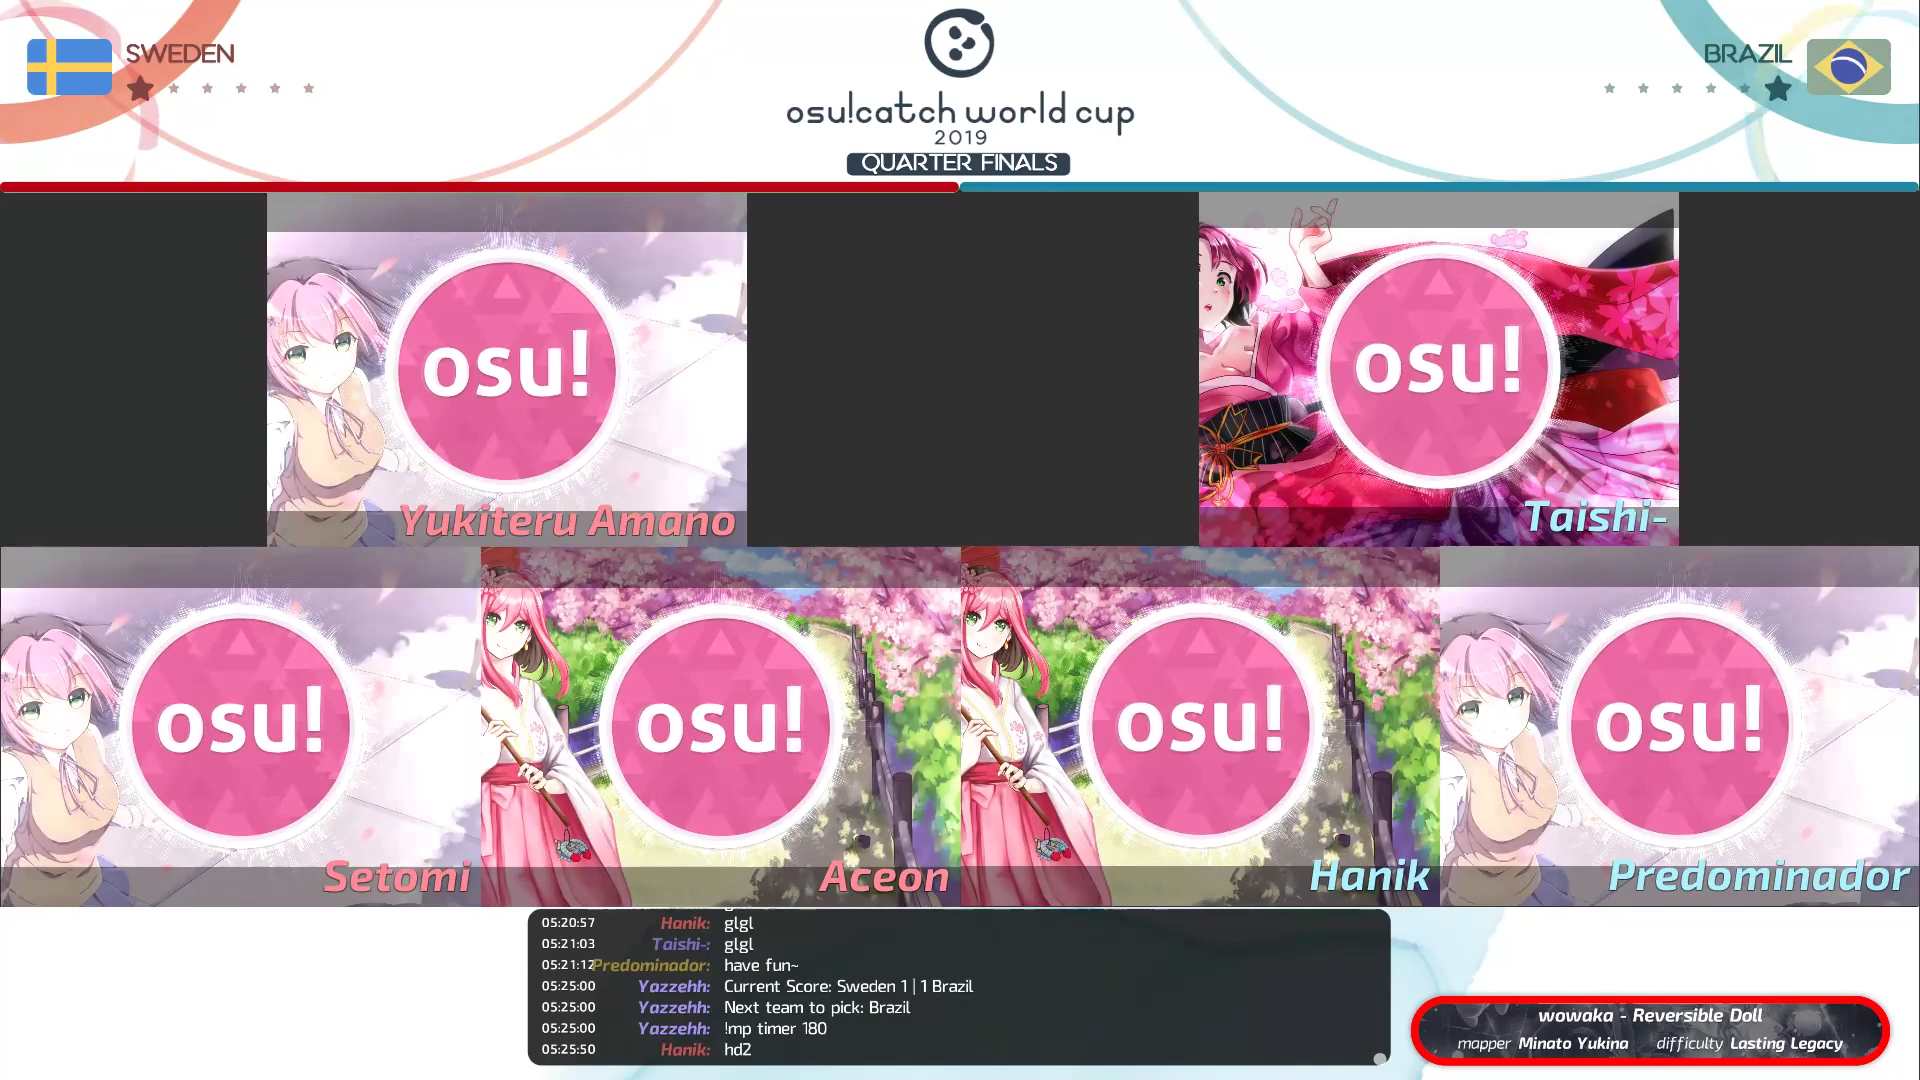 SWEDEN
BRAZIL
osu!catch world cup
2019
QUARTER FINALS
osu!
Yukiteru Amano
osu!
Taishi-
osu!
Setomi
osu!
Aceon
osu!
Hanik
osu!
Predominador
05:20:57 Hanik: glgl
05:21:03 Taishi-: glgl
05:21:12 Predominador: have fun~
05:25:00 Yazzehh: Current Score: Sweden 1 | 1 Brazil
05:25:00 Yazzehh: Next team to pick: Brazil
05:25:00 Yazzehh: !mp timer 180
05:25:50 Hanik: hd2
wowaka - Reversible Doll
mapper Minato Yukina difficulty Lasting Legacy